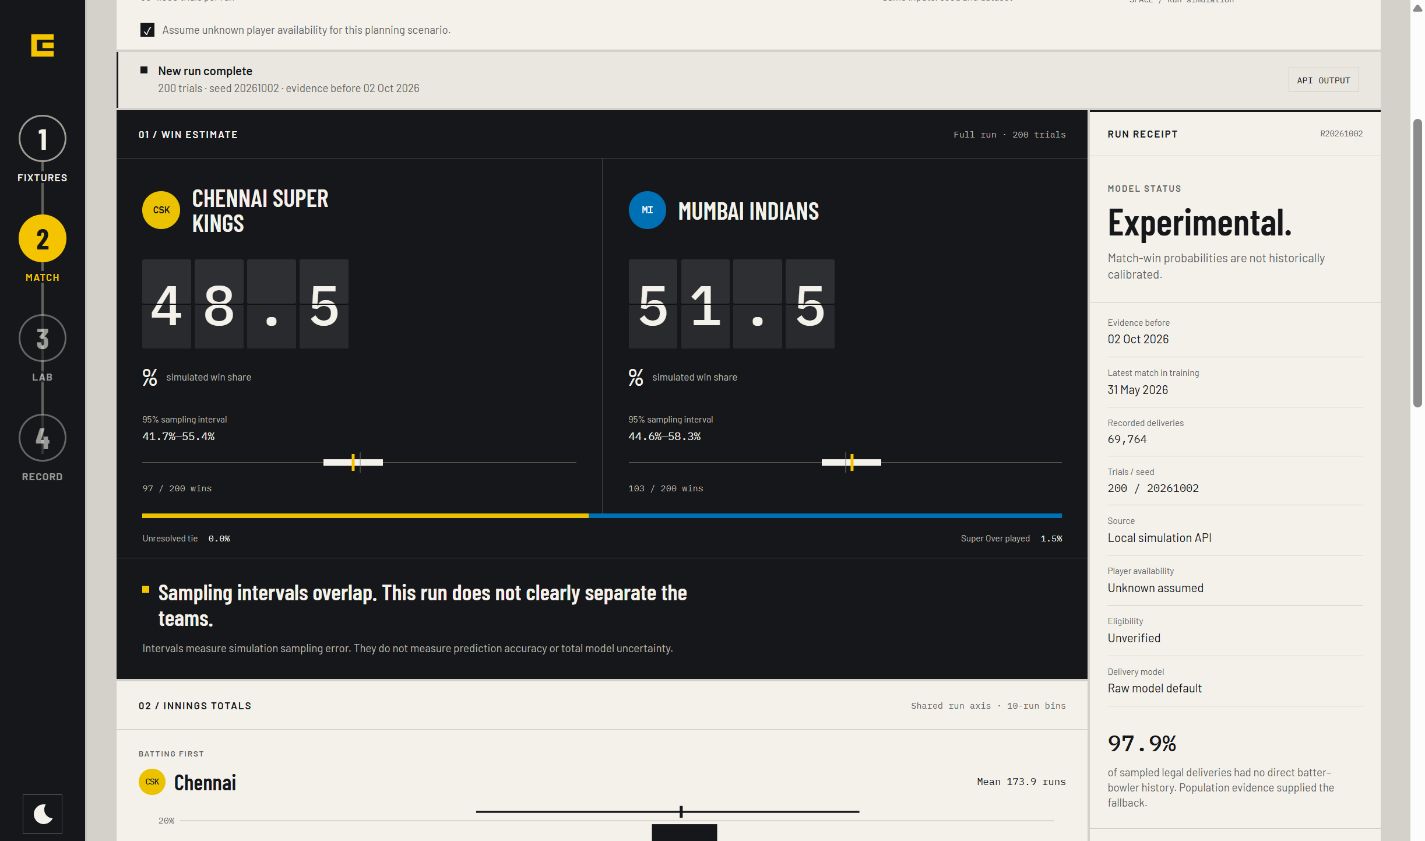 1
FIXTURES
2
MATCH
3
LAB
4
RECORD
✓ Assume unknown player availability for this planning scenario.
New run complete
200 trials · seed 20261002 · evidence before 02 Oct 2026
API OUTPUT
01 / WIN ESTIMATE
Full run · 200 trials
CSK
CHENNAI SUPER
KINGS
48.5
% simulated win share
95% sampling interval
41.7%–55.4%
97 / 200 wins
MI
MUMBAI INDIANS
51.5
% simulated win share
95% sampling interval
44.6%–58.3%
103 / 200 wins
Unresolved tie 0.0%
Super Over played 1.5%
Sampling intervals overlap. This run does not clearly separate the
teams.
Intervals measure simulation sampling error. They do not measure prediction accuracy or total model uncertainty.
02 / INNINGS TOTALS
Shared run axis · 10-run bins
BATTING FIRST
CSK
Chennai
Mean 173.9 runs
20%
RUN RECEIPT
R20261002
MODEL STATUS
Experimental.
Match-win probabilities are not historically
calibrated.
Evidence before
02 Oct 2026
Latest match in training
31 May 2026
Recorded deliveries
69,764
Trials / seed
200 / 20261002
Source
Local simulation API
Player availability
Unknown assumed
Eligibility
Unverified
Delivery model
Raw model default
97.9%
of sampled legal deliveries had no direct batter–
bowler history. Population evidence supplied the
fallback.